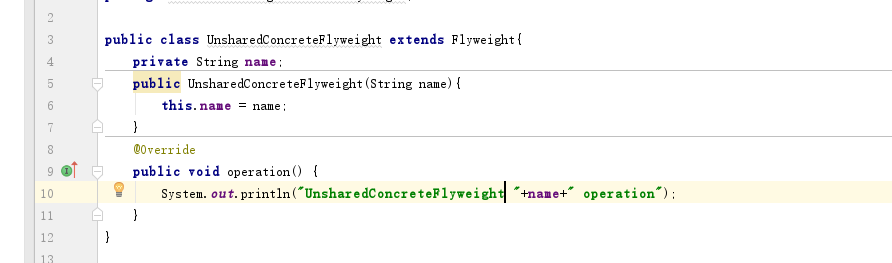 2
3 public class UnsharedConcreteFlyweight extends Flyweight{
4 private String name;
5 public UnsharedConcreteFlyweight(String name){
6 this.name = name;
7 }
8 @Override
9 public void operation() {
10 System.out.println("UnsharedConcreteFlyweight "+name+" operation");
11 }
12 }
13